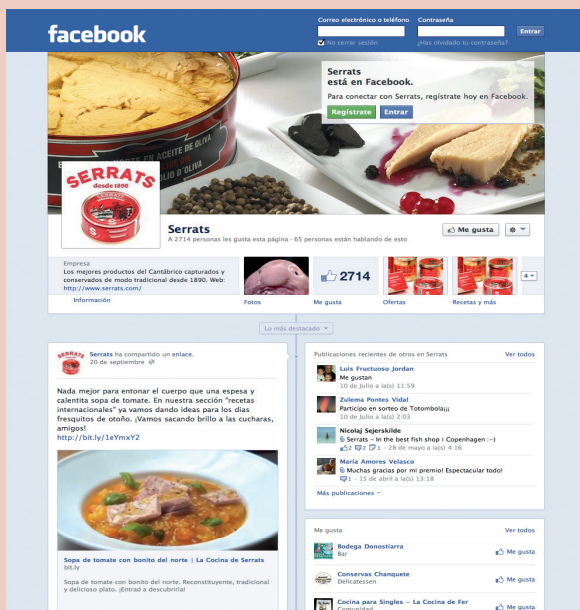 facebook
Correo electrónico o teléfono
Contraseña
Entrar
No cerrar sesión
¿Has olvidado tu contraseña?
Serrats
está en Facebook.
Para conectar con Serrats, regístrate hoy en Facebook.
Regístrate
Entrar
EN ACEITE DE OLIVA
SERRATS
desde 1890
Serrats
A 2714 personas les gusta esta página · 65 personas están hablando de esto
Me gusta
Empresa
Los mejores productos del Cantábrico capturados y
conservados de modo tradicional desde 1890. Web:
http://www.serrats.com/
Información
2714
4
Fotos
Me gusta
Ofertas
Recetas y más
Lo más destacado
Serrats ha compartido un enlace.
20 de septiembre
Nada mejor para entonar el cuerpo que una espesa y
calentita sopa de tomate. En nuestra sección "recetas
internacionales" ya vamos dando ideas para los dias
fresquitos de otoño. ¡Vamos sacando brillo a las cucharas,
amigos!
http://bit.ly/1eYmxY2
Sopa de tomate con bonito del norte | La Cocina de Serrats
bit.ly
Sopa de tomate con bonito del norte. Reconstituyente, tradicional
y delicioso plato. ¡Entrad a descubrirla!
Publicaciones recientes de otros en Serrats
Ver todos
Luis Fructuoso Jordan
Me gustan
10 de Julio a la(s) 11:59
Zulema Pontes Vidal
Participo en sorteo de Totombola¡¡¡
10 de Julio a la(s) 2:03
Nicolaj Sejerskilde
Serrats – In the best fish shop i Copenhagen :-)
2 2 1 · 28 de mayo a la(s) 4:16
María Amores Velasco
Muchas gracias por mi premio! Espectacular todo!
1 · 15 de abril a la(s) 13:18
Más publicaciones
Me gusta
Ver todos
Bodega Donostiarra
Bar
Me gusta
Conservas Chanquete
Delicatessen
Me gusta
Cocina para Singles – La Cocina de Fer
Comunidad
Me gusta